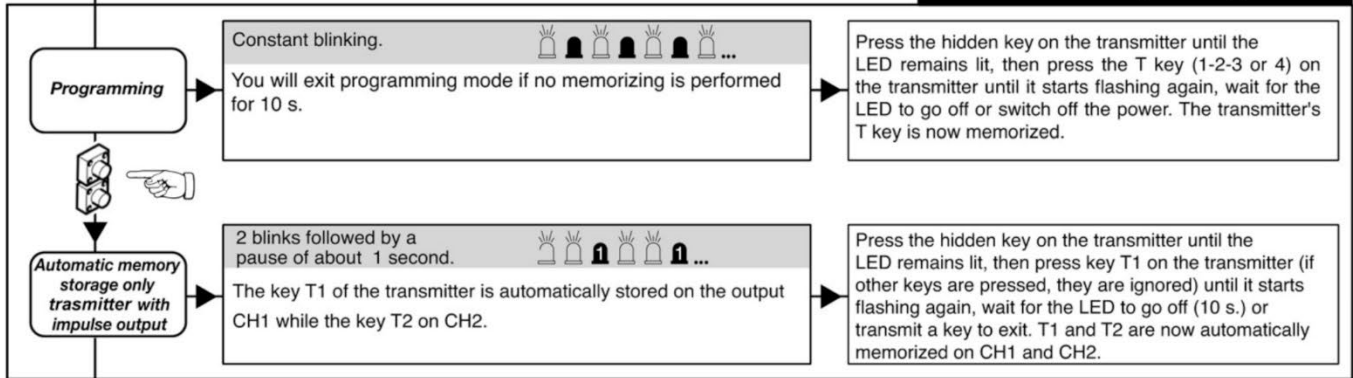 Programming
Constant blinking.
...
You will exit programming mode if no memorizing is performed
for 10 s.
Press the hidden key on the transmitter until the
LED remains lit, then press the T key (1-2-3 or 4) on
the transmitter until it starts flashing again, wait for the
LED to go off or switch off the power. The transmitter's
T key is now memorized.
Automatic memory
storage only
trasmitter with
impulse output
2 blinks followed by a
pause of about 1 second.
1 1 ...
The key T1 of the transmitter is automatically stored on the output
CH1 while the key T2 on CH2.
Press the hidden key on the transmitter until the
LED remains lit, then press key T1 on the transmitter (if
other keys are pressed, they are ignored) until it starts
flashing again, wait for the LED to go off (10 s.) or
transmit a key to exit. T1 and T2 are now automatically
memorized on CH1 and CH2.